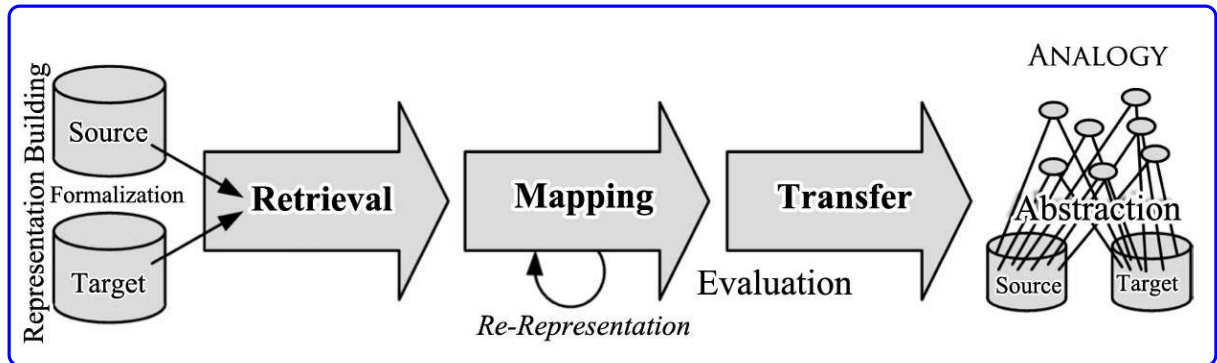 Representation Building
Source
Formalization
Target
Retrieval
Mapping
Re-Representation
Evaluation
Transfer
ANALOGY
Abstraction
Source
Target